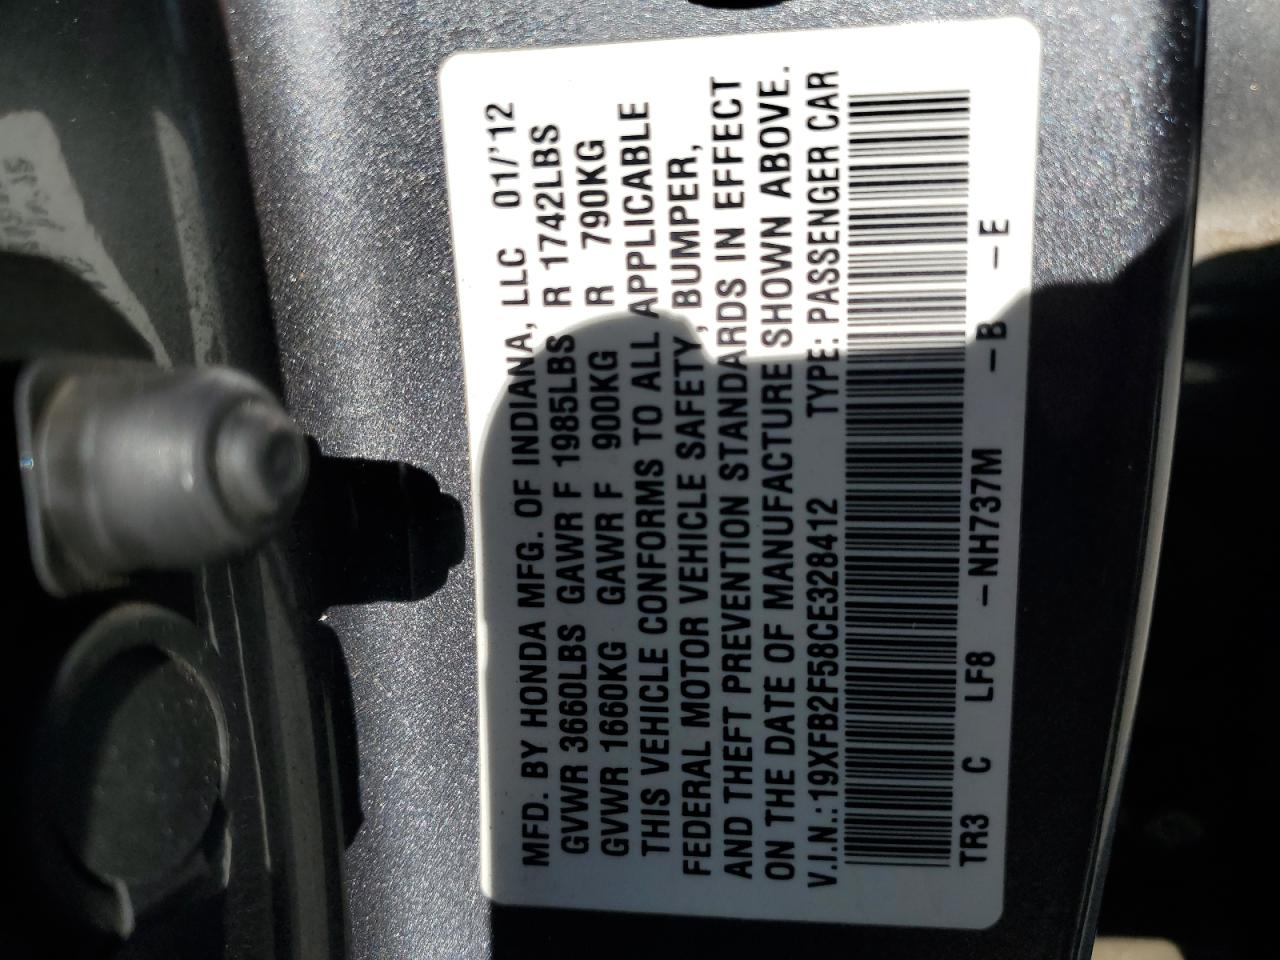 MFD. BY HONDA MFG. OF INDIANA, LLC 01/'12
GVWR 3660LBS GAWR F 1985LBS R 1742LBS
GVWR 1660KG GAWR F 900KG R 790KG
THIS VEHICLE CONFORMS TO ALL APPLICABLE
FEDERAL MOTOR VEHICLE SAFETY, BUMPER,
AND THEFT PREVENTION STANDARDS IN EFFECT
ON THE DATE OF MANUFACTURE SHOWN ABOVE.
V.I.N.:19XFB2F58CE328412 TYPE: PASSENGER CAR
TR3 C LF8 -NH737M -B -E